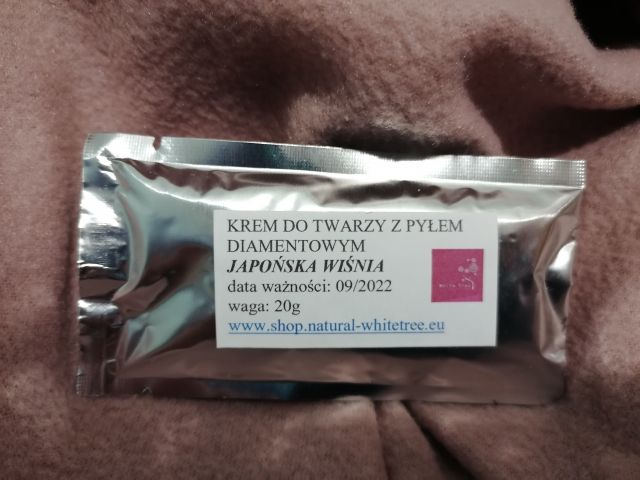 KREM DO TWARZY Z PYŁEM
DIAMENTOWYM
JAPOŃSKA WIŚNIA
data ważności: 09/2022
waga: 20g
www.shop.natural-whitetree.eu